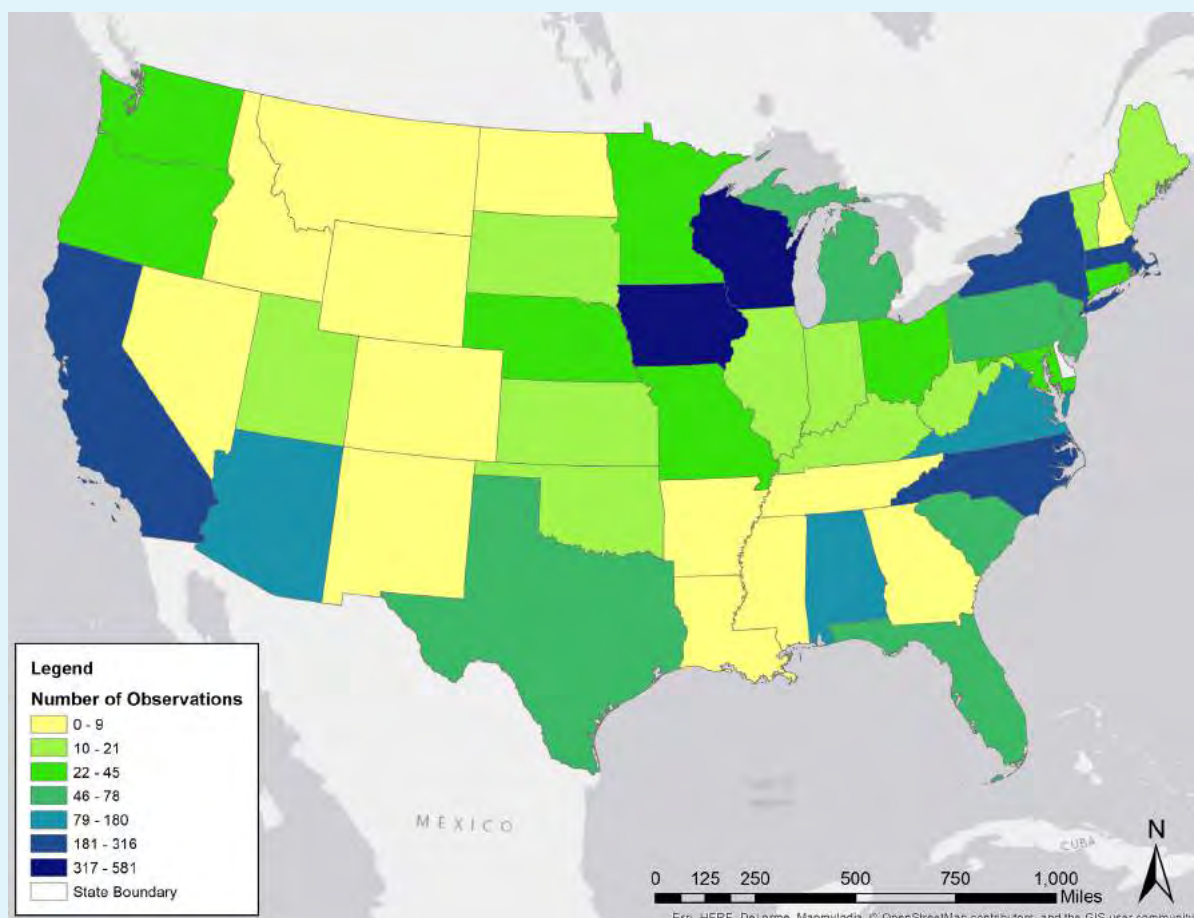 Legend
Number of Observations
0 - 9
10 - 21
22 - 45
46 - 78
79 - 180
181 - 316
317 - 581
State Boundary
MEXICO
CUBA
N
0 125 250 500 750 1,000
Miles
Esri, HERE, DeLorme, MapmyIndia, © OpenStreetMap contributors, and the GIS user